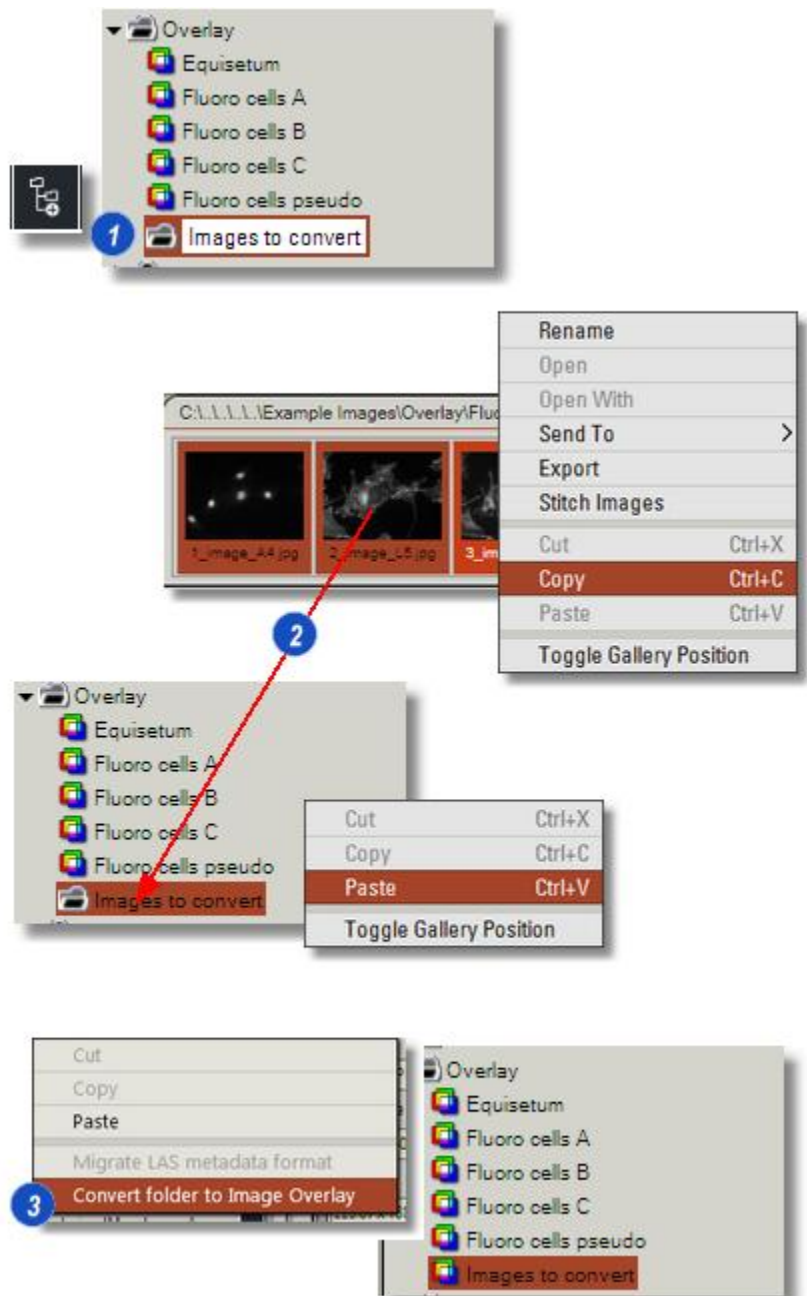 Overlay
Equisetum
Fluoro cells A
Fluoro cells B
Fluoro cells C
Fluoro cells pseudo
1
Images to convert
Rename
Open
Open With
Send To
Export
Stitch Images
Cut Ctrl+X
Copy Ctrl+C
Paste Ctrl+V
Toggle Gallery Position
C:\..\..\..\..\Example Images\Overlay\Fluo
1_image_A4.jpg
2_image_L5.jpg
3_im
2
Overlay
Equisetum
Fluoro cells A
Fluoro cells B
Fluoro cells C
Fluoro cells pseudo
Images to convert
Cut Ctrl+X
Copy Ctrl+C
Paste Ctrl+V
Toggle Gallery Position
Cut
Copy
Paste
Migrate LAS metadata format
3
Convert folder to Image Overlay
Overlay
Equisetum
Fluoro cells A
Fluoro cells B
Fluoro cells C
Fluoro cells pseudo
Images to convert